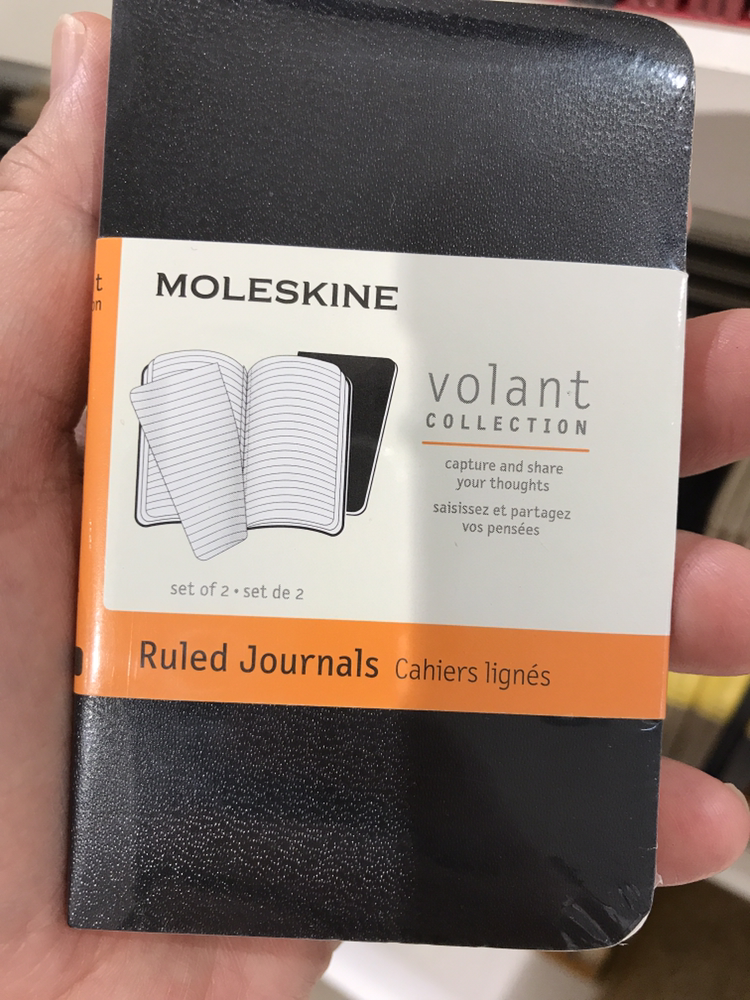 MOLESKINE
volant
COLLECTION
capture and share
your thoughts
saisissez et partagez
vos pensées
set of 2 • set de 2
Ruled Journals Cahiers lignés